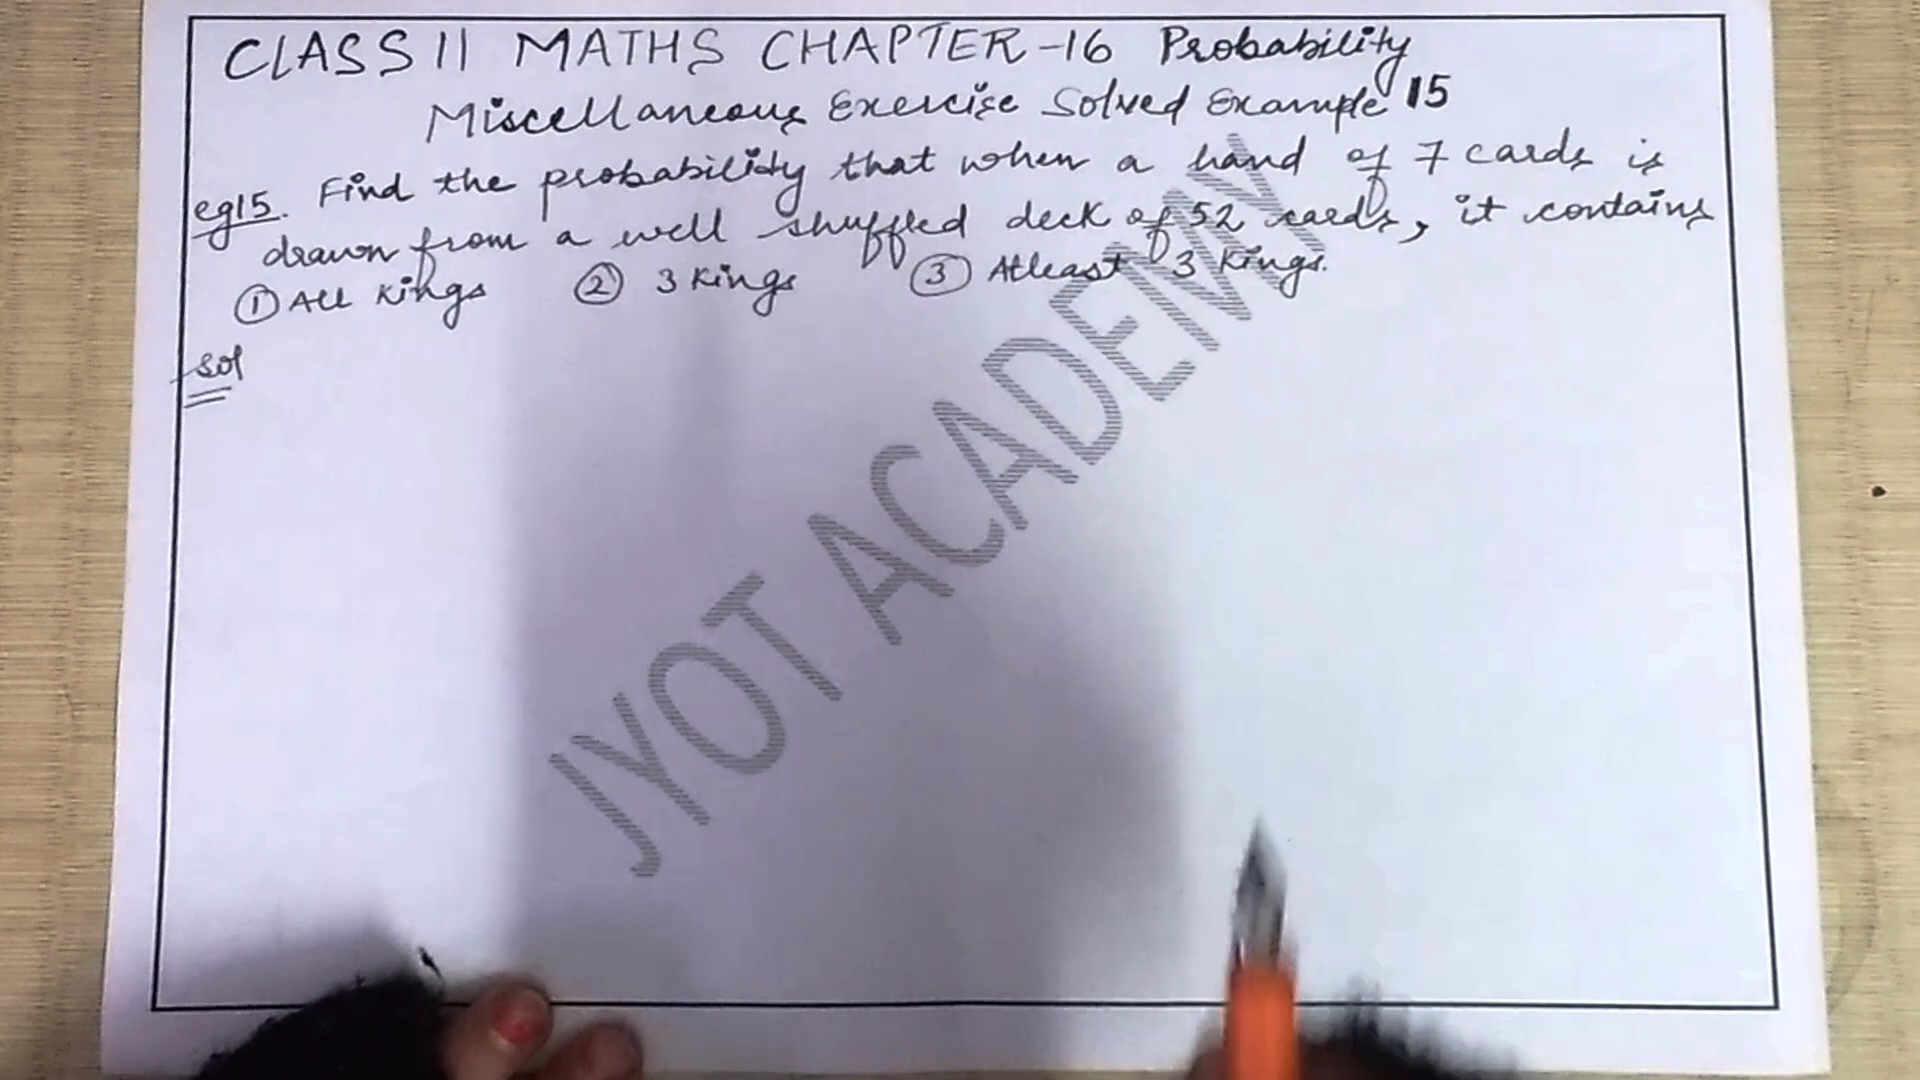 CLASS 11 MATHS CHAPTER-16 Probability
Miscellaneous Exercise Solved Example 15
eg15. Find the probability that when a hand of 7 cards is
drawn from a well shuffled deck of 52 cards, it contains
① All Kings ② 3 Kings ③ Atleast 3 Kings.
Sol
JYOT ACADEMY